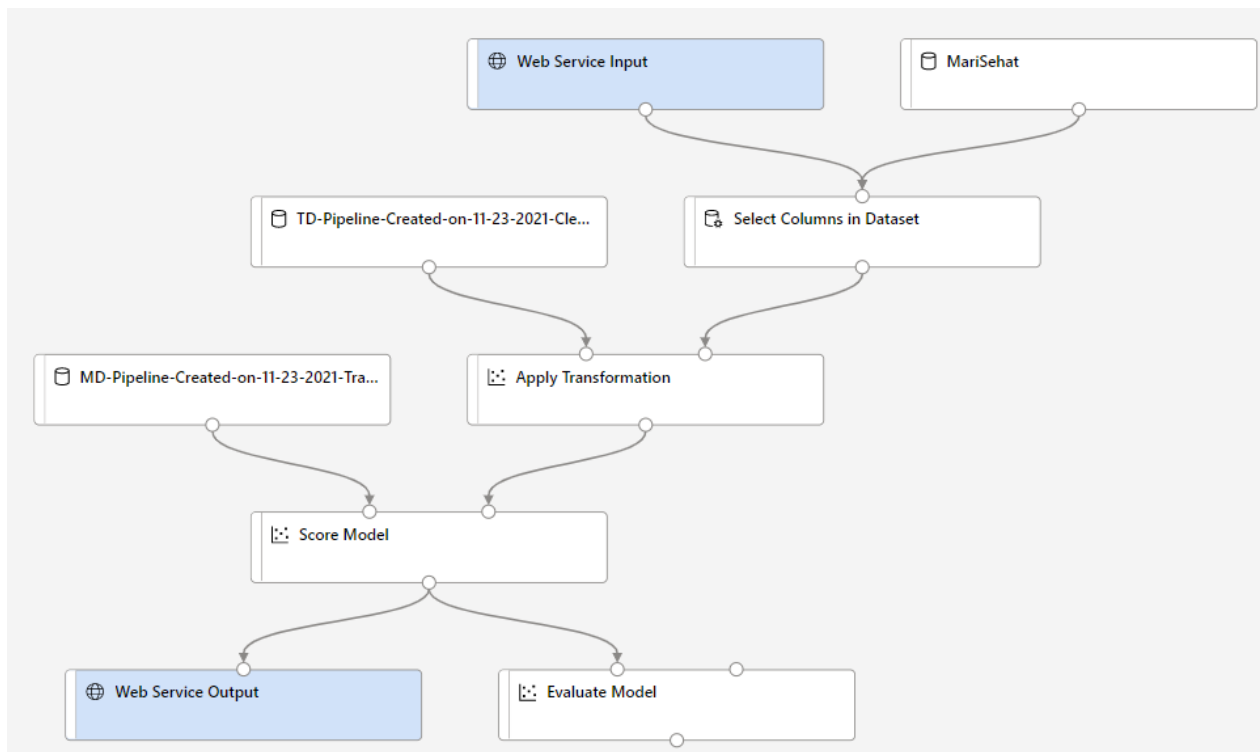 Web Service Input
MariSehat
TD-Pipeline-Created-on-11-23-2021-Cle...
Select Columns in Dataset
MD-Pipeline-Created-on-11-23-2021-Tra...
Apply Transformation
Score Model
Web Service Output
Evaluate Model